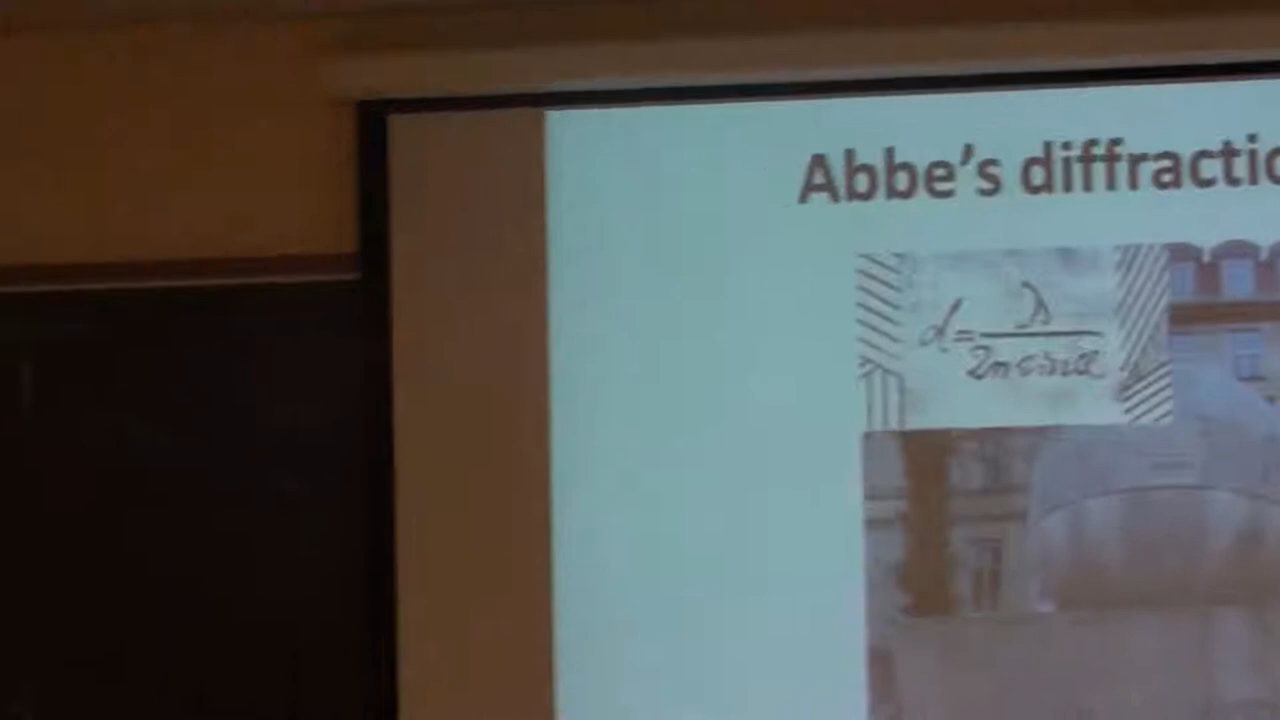 Abbe's diffractio
d = λ / 2n sin α